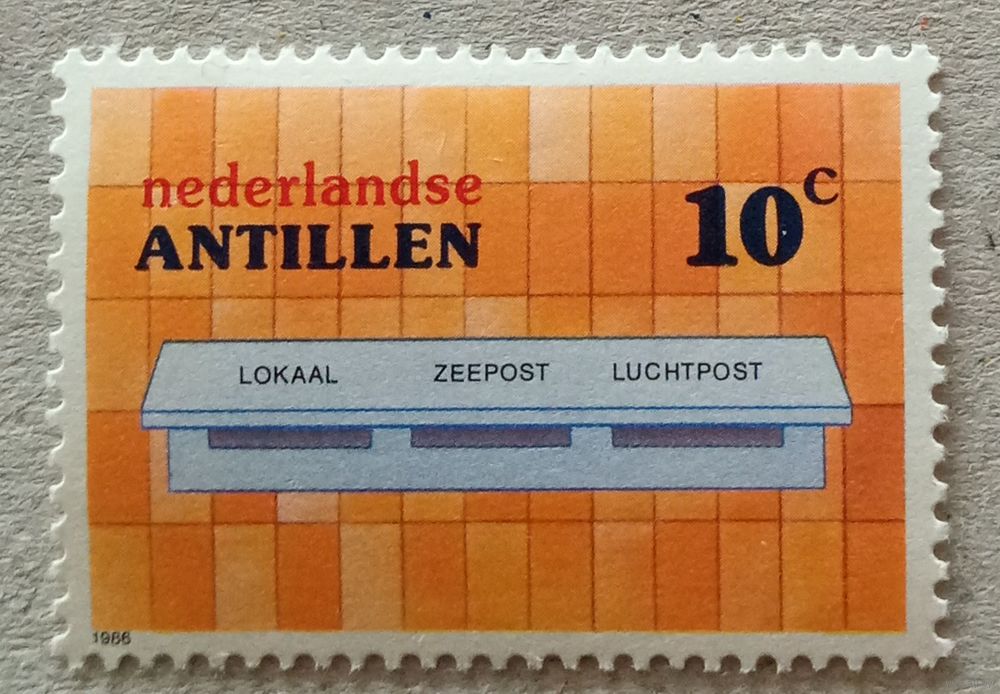 nederlandse
ANTILLEN
10c
LOKAAL ZEEPOST LUCHTPOST
1986